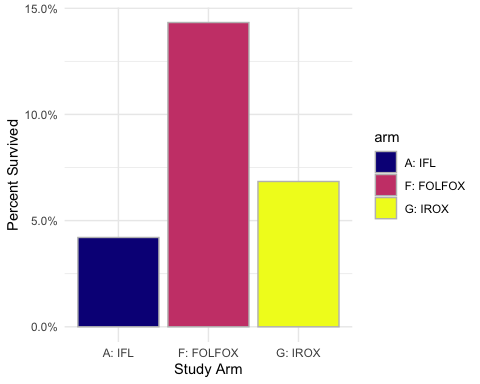 15.0%
10.0%
5.0%
0.0%
Percent Survived
A: IFL
F: FOLFOX
G: IROX
Study Arm
arm
A: IFL
F: FOLFOX
G: IROX